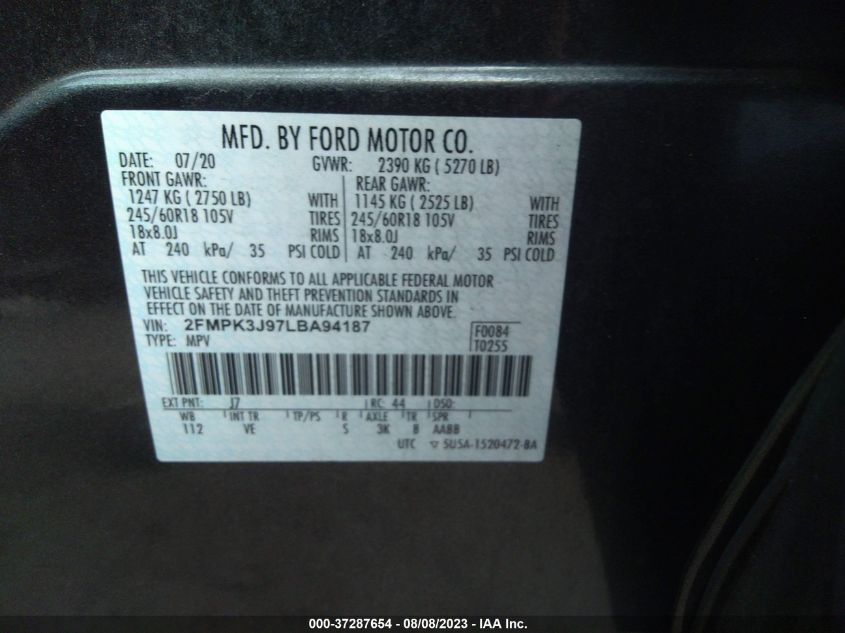 MFD. BY FORD MOTOR CO.
DATE: 07/20 GVWR: 2390 KG ( 5270 LB)
FRONT GAWR: REAR GAWR:
1247 KG ( 2750 LB) WITH 1145 KG ( 2525 LB) WITH
245/60R18 105V TIRES 245/60R18 105V TIRES
18x8.0J RIMS 18x8.0J RIMS
AT 240 kPa/ 35 PSI COLD AT 240 kPa/ 35 PSI COLD
THIS VEHICLE CONFORMS TO ALL APPLICABLE FEDERAL MOTOR
VEHICLE SAFETY AND THEFT PREVENTION STANDARDS IN
EFFECT ON THE DATE OF MANUFACTURE SHOWN ABOVE.
VIN: 2FMPK3J97LBA94187 F0084
TYPE: MPV T0255
EXT PNT: J7 RC: 44 DSO:
WB INT TR TP/PS R AXLE TR SPR
112 VE S 3K 8 AABB
UTC ▽ 5U5A-1520472-BA
000-37287654 - 08/08/2023 - IAA Inc.